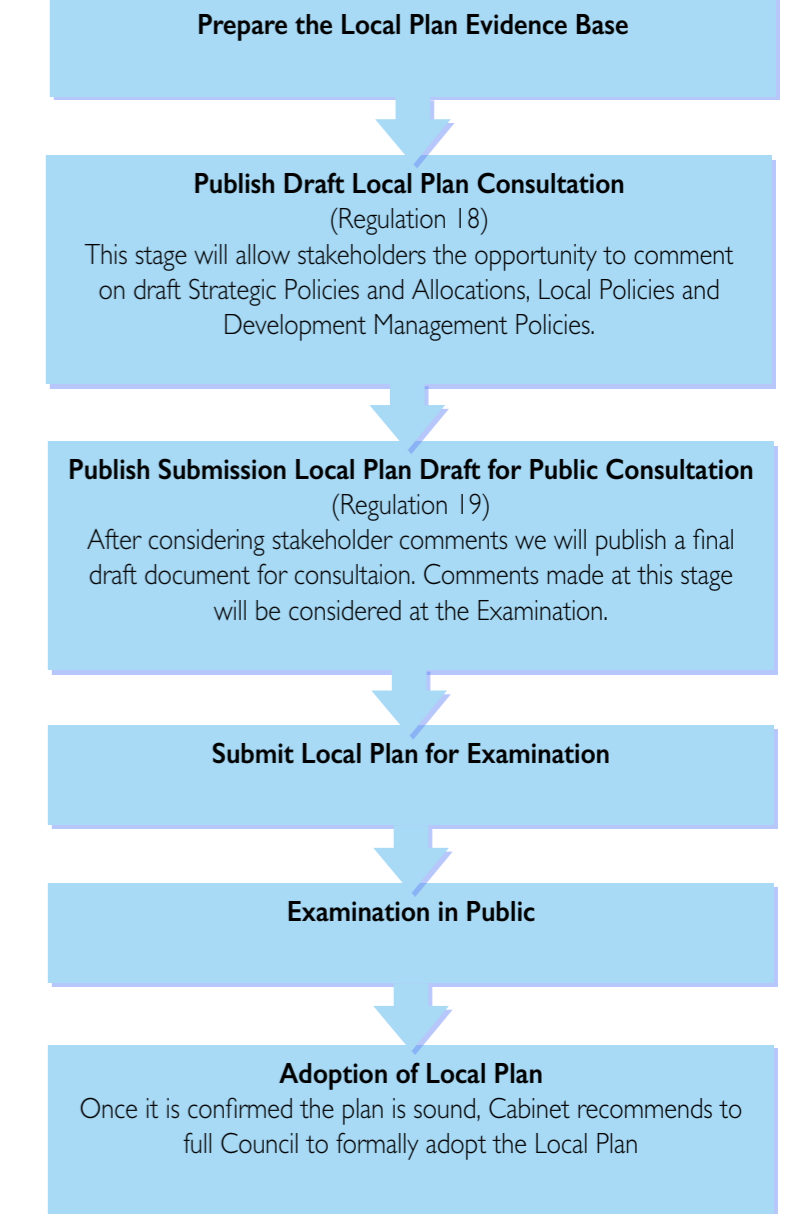 Prepare the Local Plan Evidence Base
Publish Draft Local Plan Consultation
(Regulation 18)
This stage will allow stakeholders the opportunity to comment
on draft Strategic Policies and Allocations, Local Policies and
Development Management Policies.
Publish Submission Local Plan Draft for Public Consultation
(Regulation 19)
After considering stakeholder comments we will publish a final
draft document for consultaion. Comments made at this stage
will be considered at the Examination.
Submit Local Plan for Examination
Examination in Public
Adoption of Local Plan
Once it is confirmed the plan is sound, Cabinet recommends to
full Council to formally adopt the Local Plan